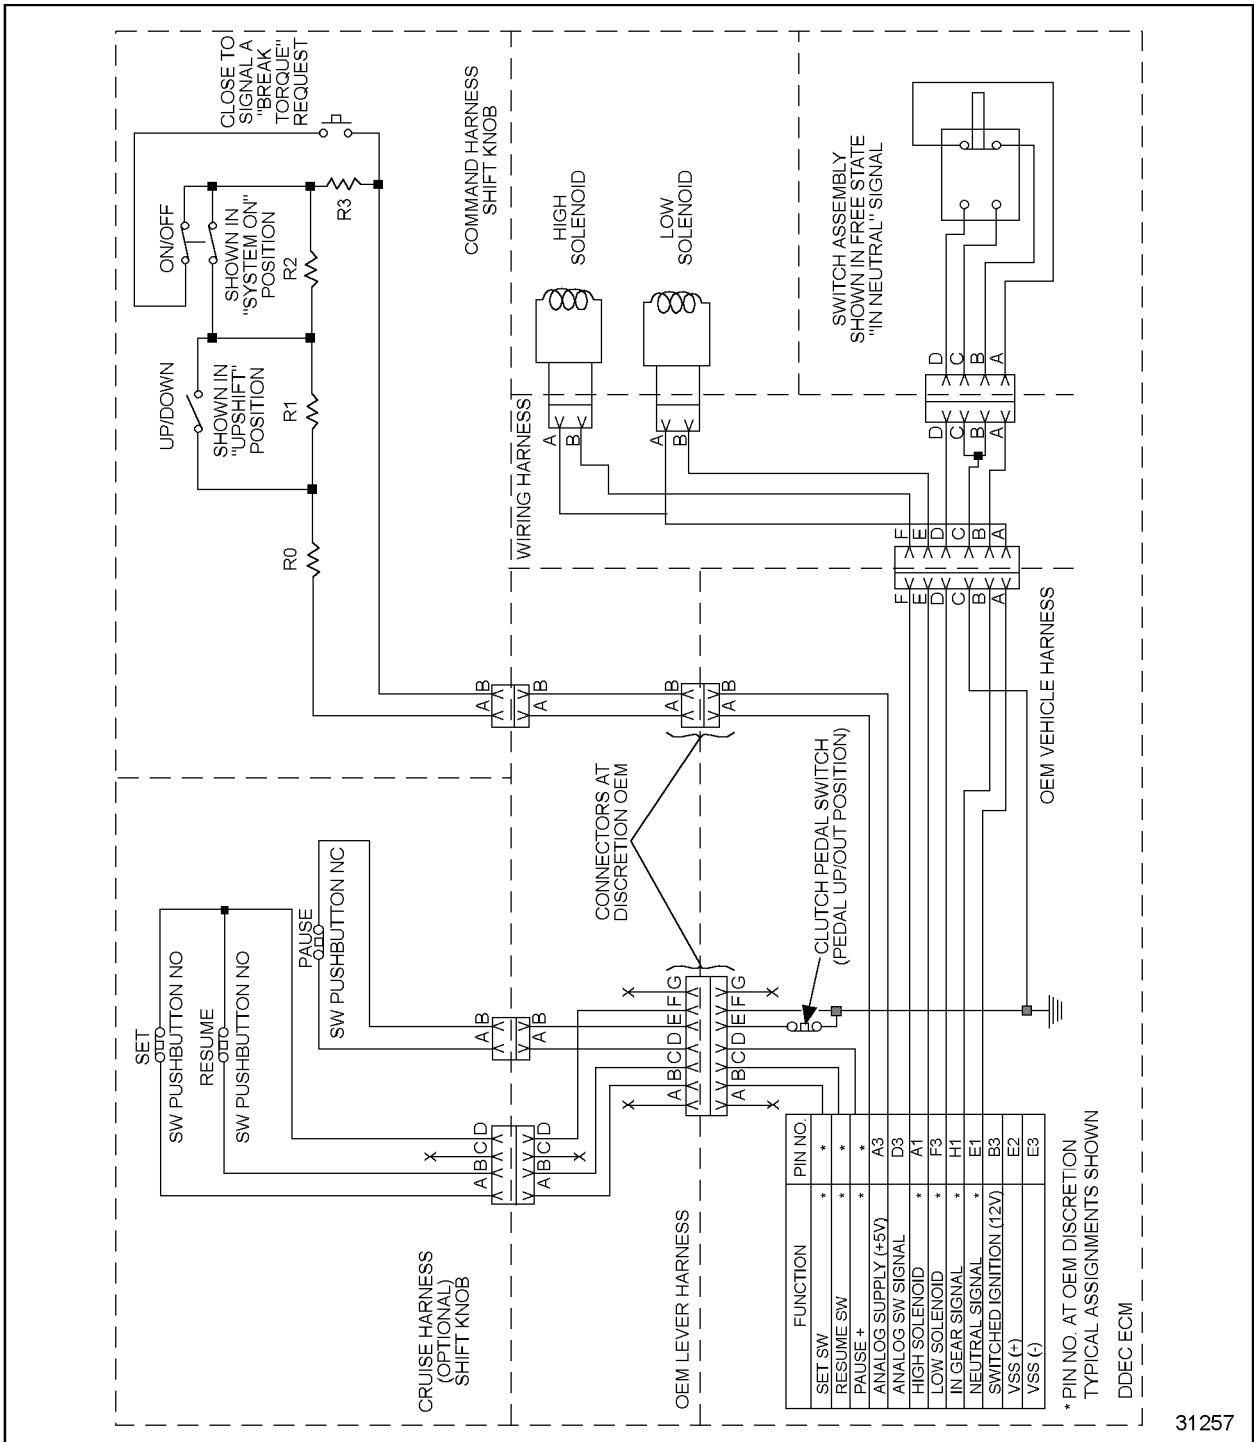 CLOSE TO
SIGNAL A
"BREAK
TORQUE"
REQUEST
ON/OFF
SHOWN IN
"SYSTEM ON"
POSITION
R3
R2
UP/DOWN
SHOWN IN
"UPSHIFT"
POSITION
R1
R0
COMMAND HARNESS
SHIFT KNOB
HIGH
SOLENOID
LOW
SOLENOID
A
B
A
B
WIRING HARNESS
SWITCH ASSEMBLY
SHOWN IN FREE STATE
"IN NEUTRAL" SIGNAL
D
C
B
A
D
C
B
A
F
E
D
C
B
A
F
E
D
C
B
A
OEM VEHICLE HARNESS
A B
A B
A B
A B
CONNECTORS AT
DISCRETION OEM
CLUTCH PEDAL SWITCH
(PEDAL UP/OUT POSITION)
SET
SW PUSHBUTTON NO
RESUME
SW PUSHBUTTON NO
PAUSE
SW PUSHBUTTON NC
A B
A B
A B C D
A B C D
A B C D E F G
A B C D E F G
CRUISE HARNESS
(OPTIONAL)
SHIFT KNOB
OEM LEVER HARNESS
FUNCTION PIN NO.
SET SW * *
RESUME SW * *
PAUSE + * *
ANALOG SUPPLY (+5V) A3
ANALOG SW SIGNAL D3
HIGH SOLENOID * A1
LOW SOLENOID * F3
IN GEAR SIGNAL * H1
NEUTRAL SIGNAL * E1
SWITCHED IGNITION (12V) B3
VSS (+) E2
VSS (-) E3
* PIN NO. AT OEM DISCRETION
TYPICAL ASSIGNMENTS SHOWN
DDEC ECM
31257